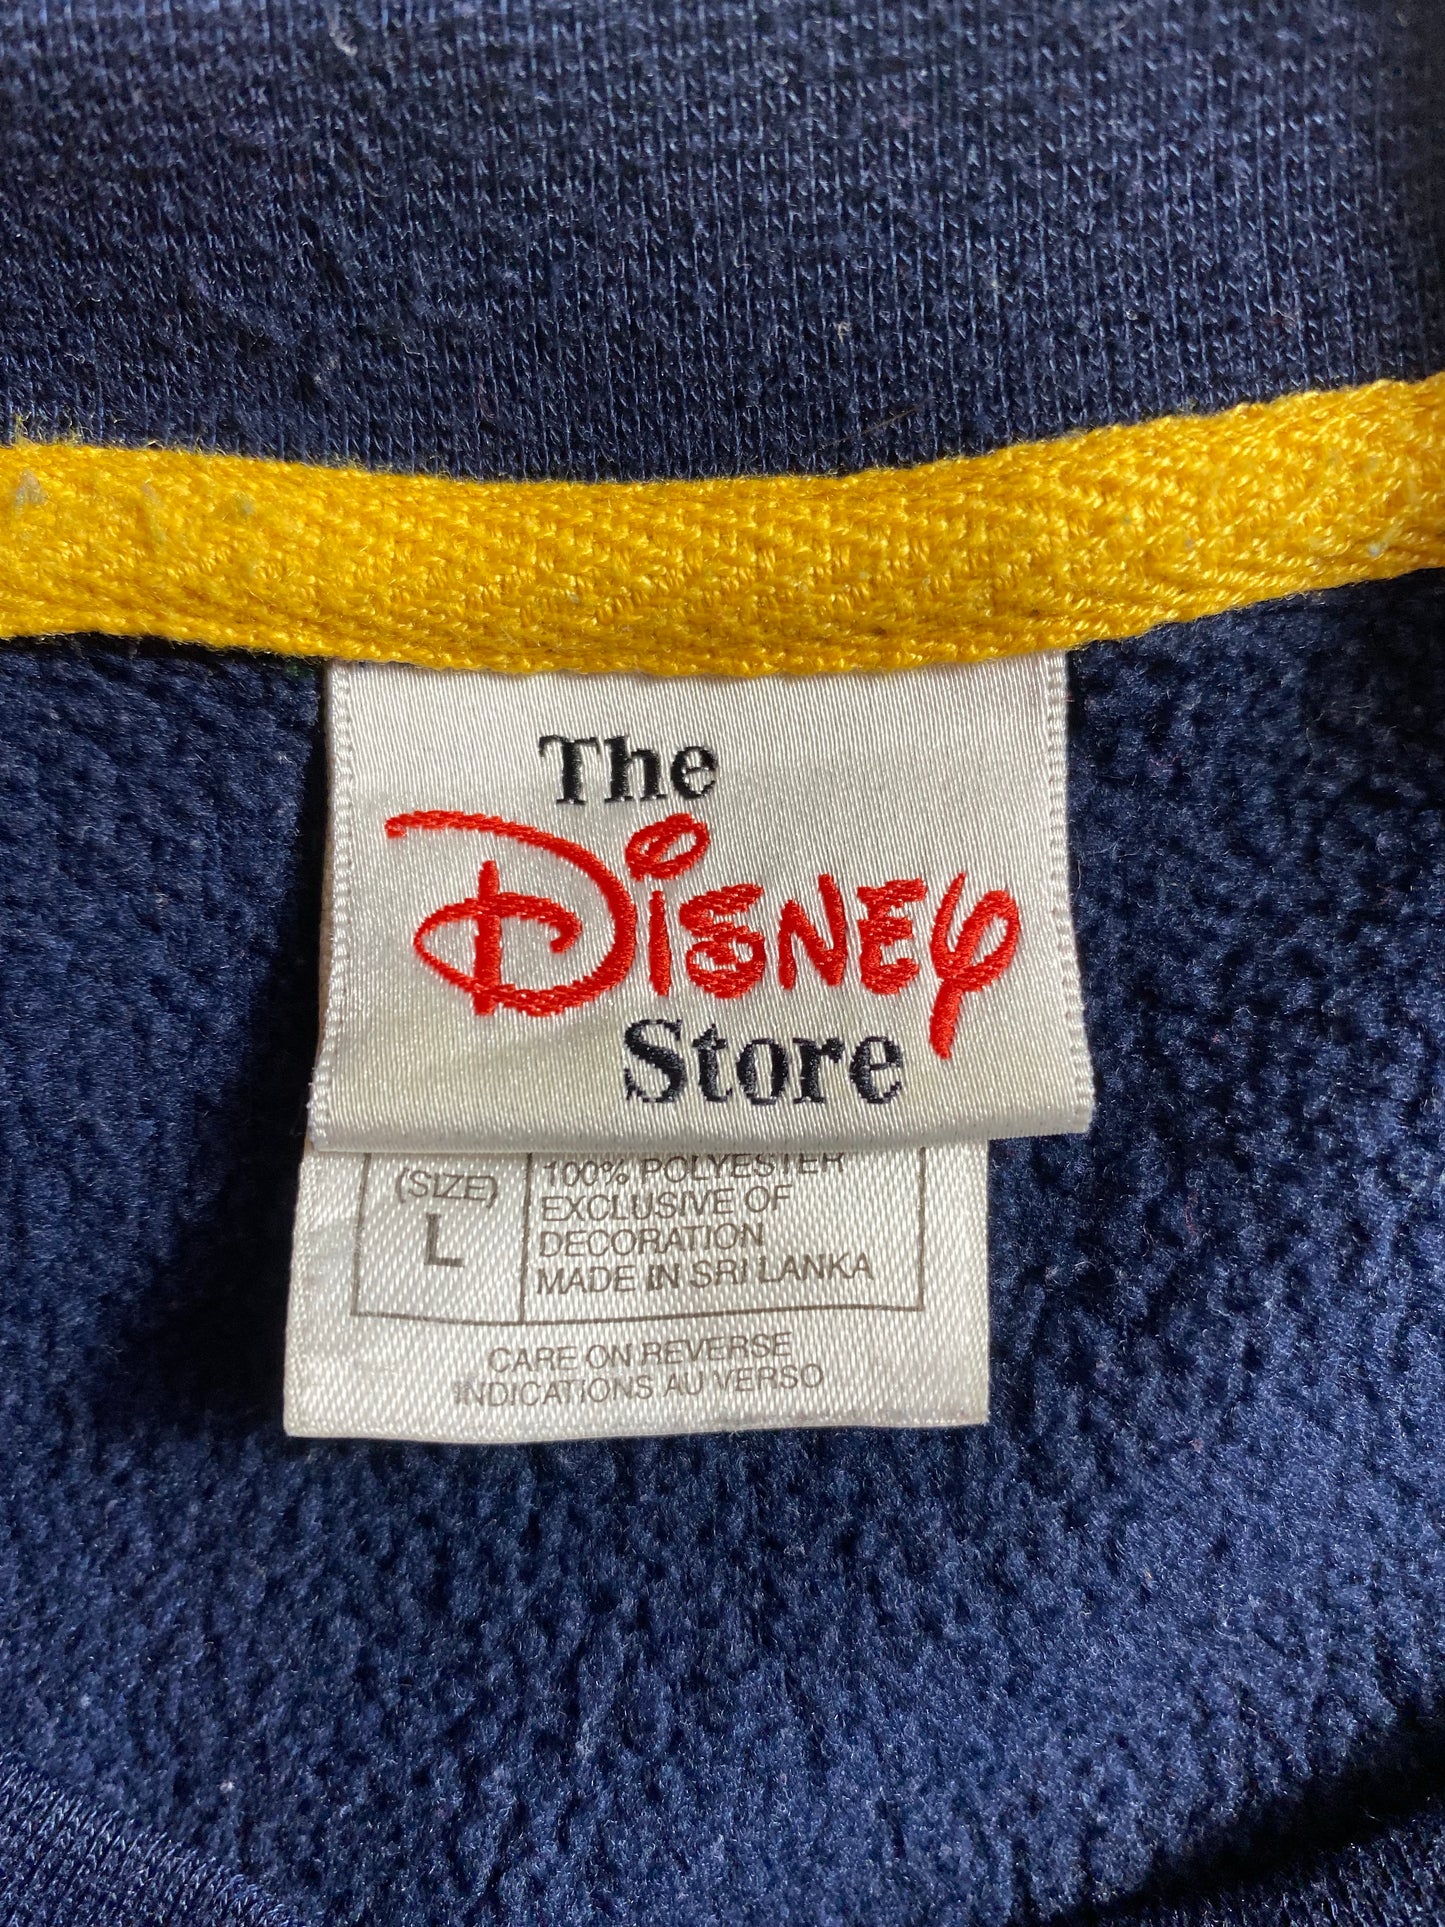 The
Disney
Store
(SIZE)
L
100% POLYESTER
EXCLUSIVE OF
DECORATION
MADE IN SRI LANKA
CARE ON REVERSE
INDICATIONS AU VERSO